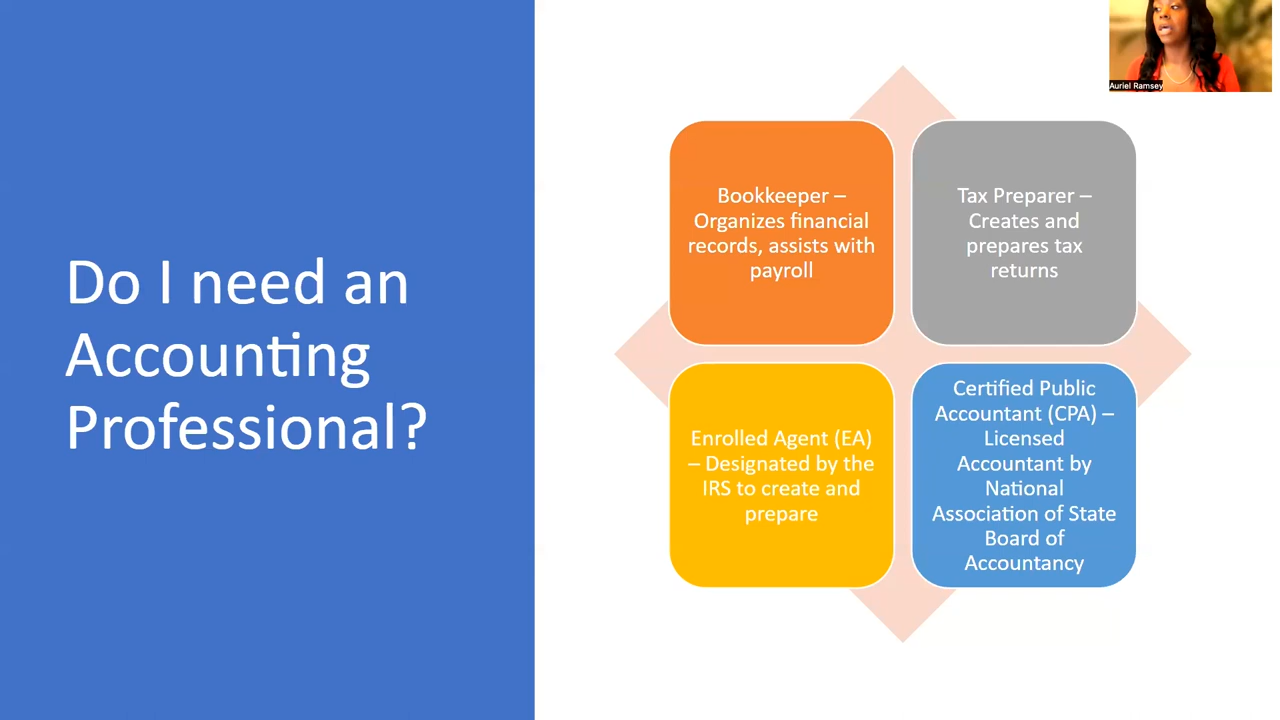 Do I need an
Accounting
Professional?
Auriel Ramsey
Bookkeeper –
Organizes financial
records, assists with
payroll
Tax Preparer –
Creates and
prepares tax
returns
Enrolled Agent (EA)
– Designated by the
IRS to create and
prepare
Certified Public
Accountant (CPA) –
Licensed
Accountant by
National
Association of State
Board of
Accountancy